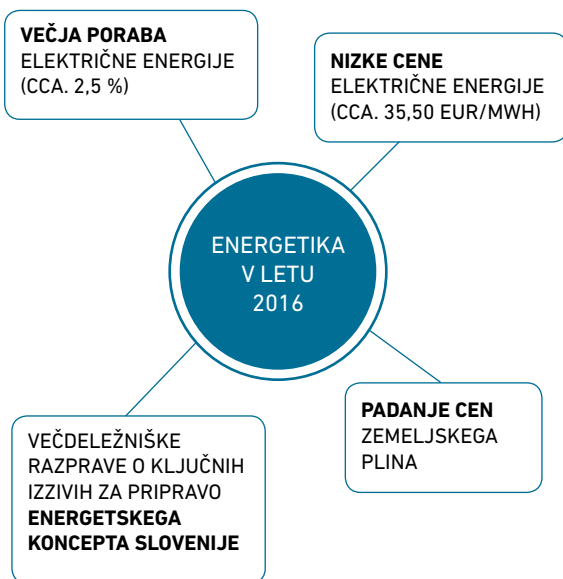 VEČJA PORABA
ELEKTRIČNE ENERGIJE
(CCA. 2,5 %)
NIZKE CENE
ELEKTRIČNE ENERGIJE
(CCA. 35,50 EUR/MWH)
ENERGETIKA
V LETU
2016
VEČDELEŽNIŠKE
RAZPRAVE O KLJUČNIH
IZZIVIH ZA PRIPRAVO
ENERGETSKEGA
KONCEPTA SLOVENIJE
PADANJE CEN
ZEMELJSKEGA
PLINA